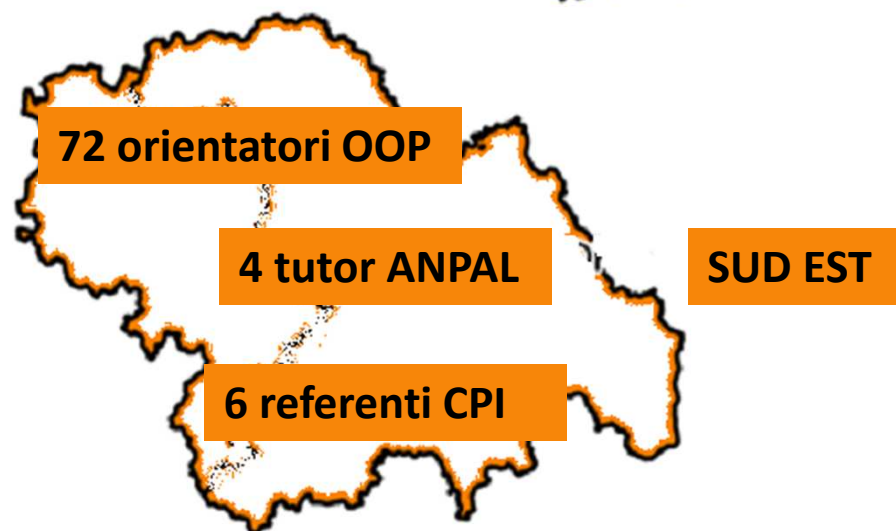 72 orientatori OOP
4 tutor ANPAL
SUD EST
6 referenti CPI